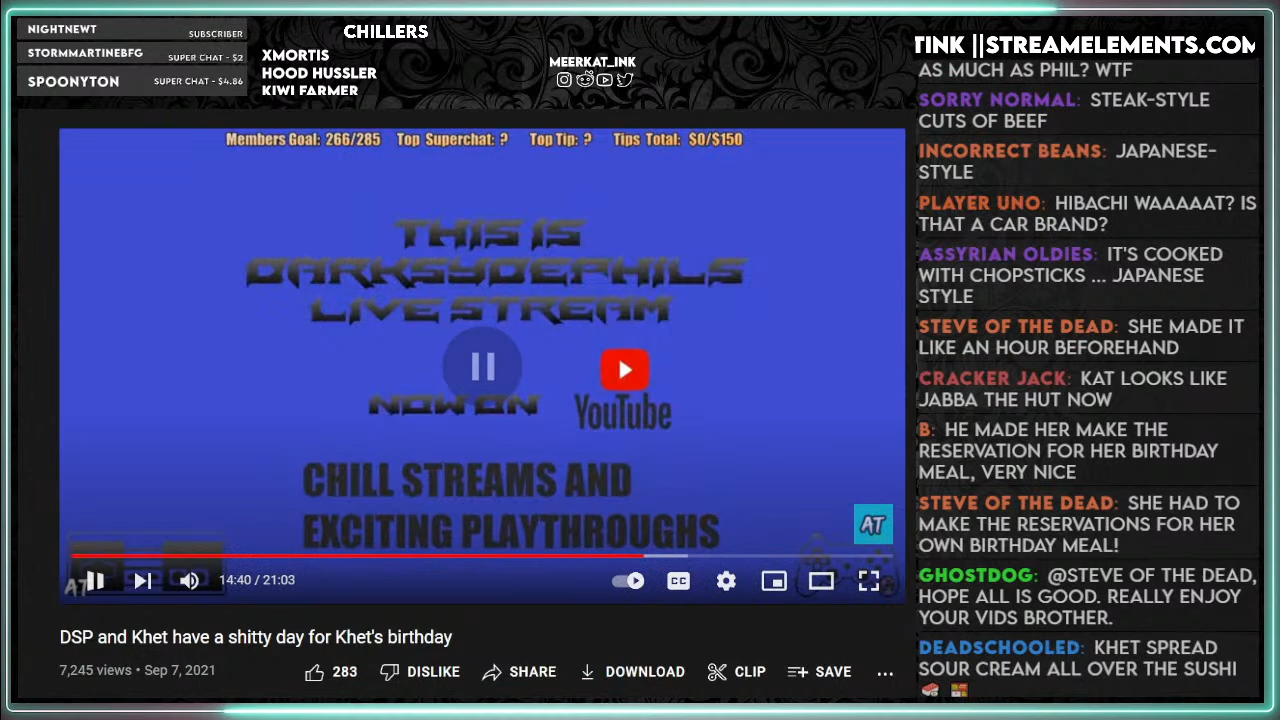 NIGHTNEWT SUBSCRIBER
STORMMARTINEBFG SUPER CHAT - $2
SPOONYTON SUPER CHAT - $4.86
CHILLERS
XMORTIS
HOOD HUSSLER
KIWI FARMER
MEERKAT_INK
TINK ||STREAMELEMENTS.COM
Members Goal: 266/285 Top Superchat: ? Top Tip: ? Tips Total: $0/$150
THIS IS
DARKSYDEPHILS
LIVE STREAM
NOW ON YouTube
CHILL STREAMS AND
EXCITING PLAYTHROUGHS
AT
AT
14:40 / 21:03
CC
DSP and Khet have a shitty day for Khet's birthday
7,245 views • Sep 7, 2021
283 DISLIKE SHARE DOWNLOAD CLIP SAVE ...
AS MUCH AS PHIL? WTF
SORRY NORMAL: STEAK-STYLE
CUTS OF BEEF
INCORRECT BEANS: JAPANESE-
STYLE
PLAYER UNO: HIBACHI WAAAAAT? IS
THAT A CAR BRAND?
ASSYRIAN OLDIES: IT'S COOKED
WITH CHOPSTICKS ... JAPANESE
STYLE
STEVE OF THE DEAD: SHE MADE IT
LIKE AN HOUR BEFOREHAND
CRACKER JACK: KAT LOOKS LIKE
JABBA THE HUT NOW
B: HE MADE HER MAKE THE
RESERVATION FOR HER BIRTHDAY
MEAL, VERY NICE
STEVE OF THE DEAD: SHE HAD TO
MAKE THE RESERVATIONS FOR HER
OWN BIRTHDAY MEAL!
GHOSTDOG: @STEVE OF THE DEAD,
HOPE ALL IS GOOD. REALLY ENJOY
YOUR VIDS BROTHER.
DEADSCHOOLED: KHET SPREAD
SOUR CREAM ALL OVER THE SUSHI